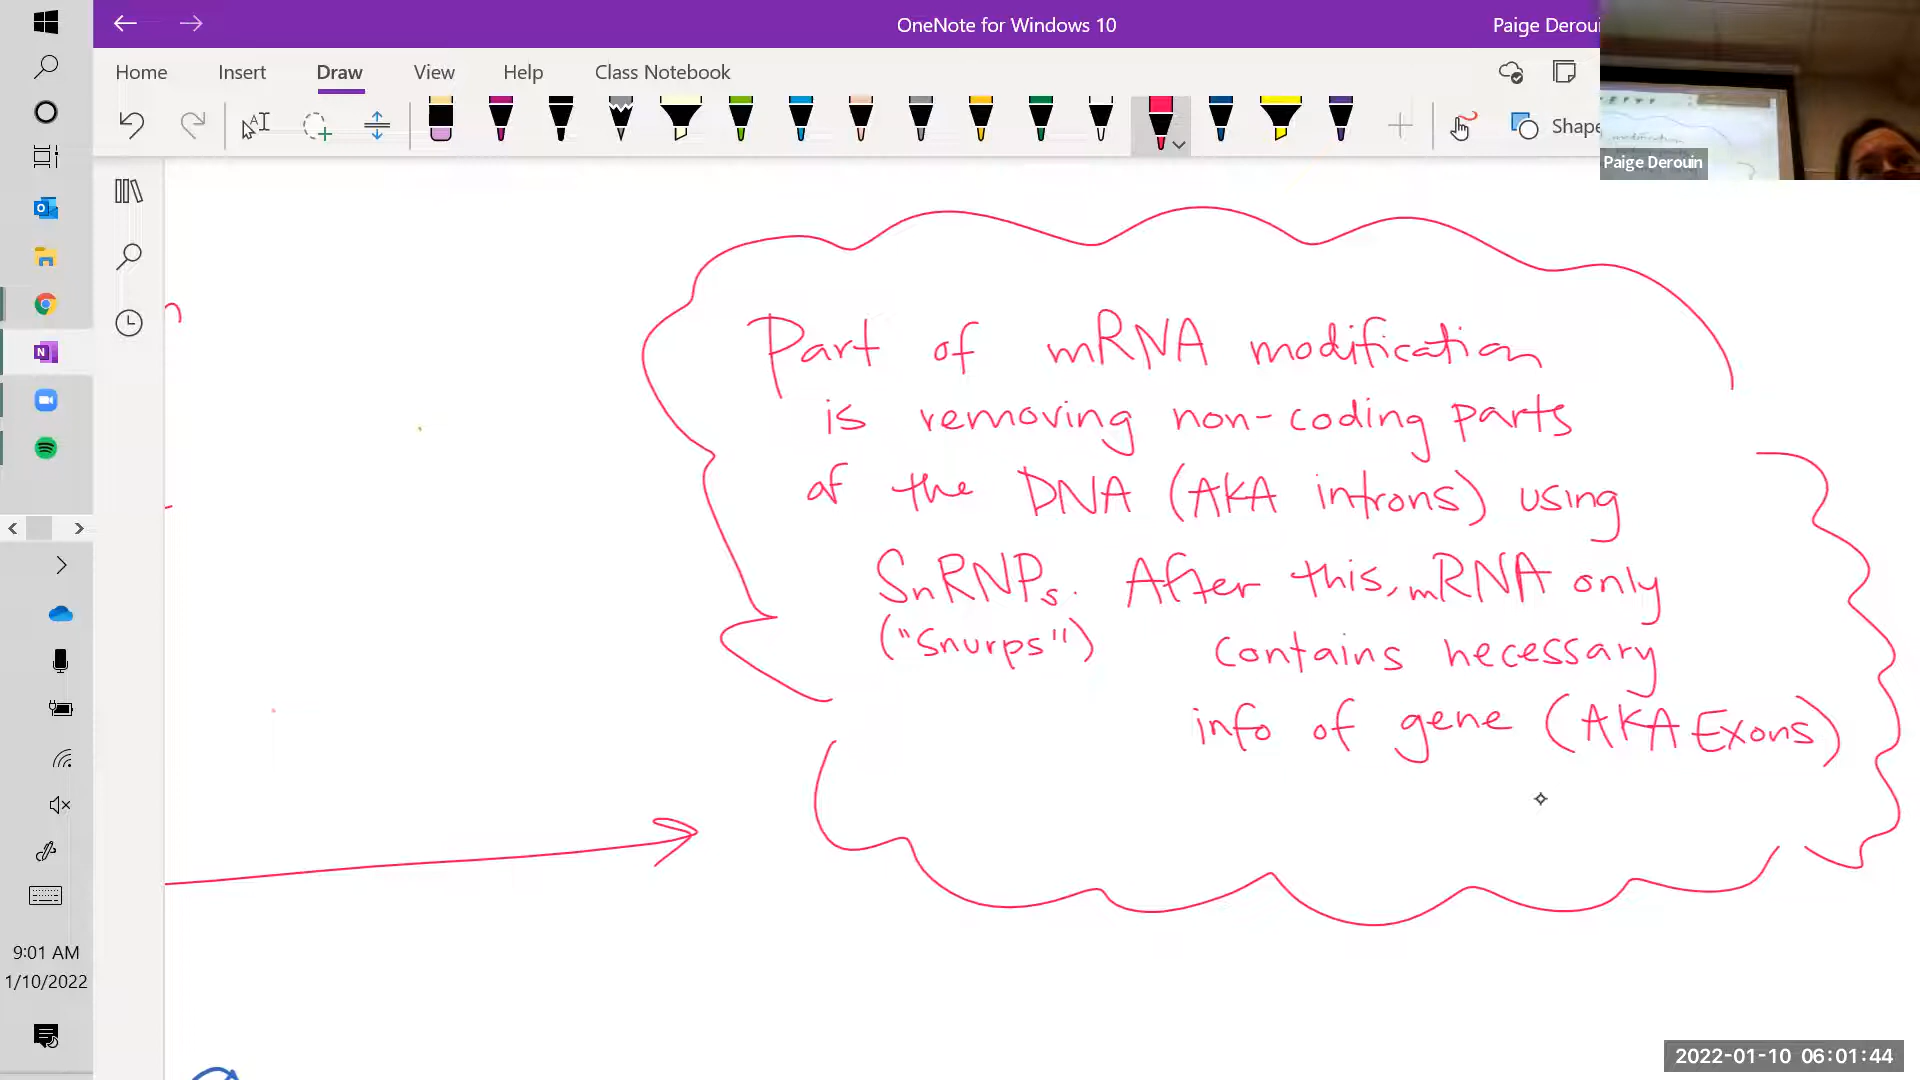 OneNote for Windows 10
Paige Deroui
Home Insert Draw View Help Class Notebook
Shape
Paige Derouin
Part of mRNA modification
is removing non-coding parts
of the DNA (AKA introns) using
SnRNPs. After this, mRNA only
("Snurps") contains necessary
info of gene (AKA Exons)
9:01 AM
1/10/2022
2022-01-10 06:01:44